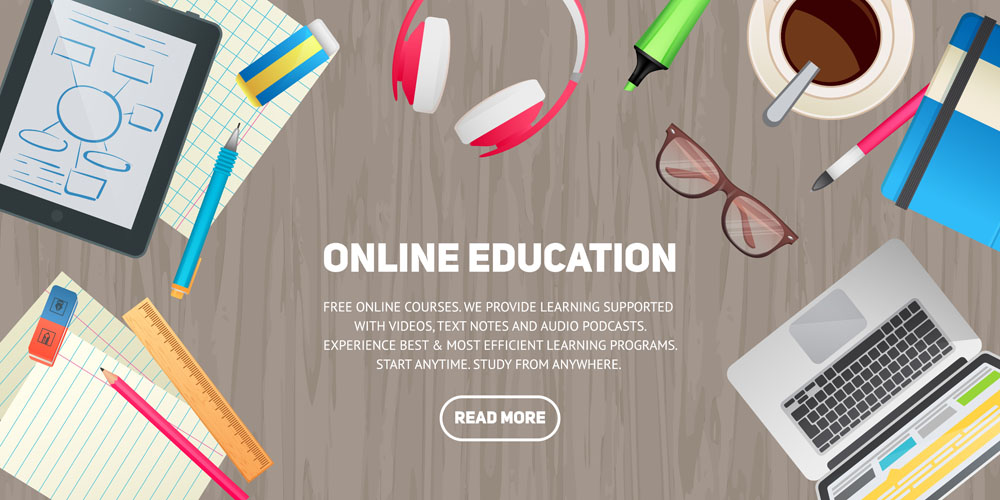 ONLINE EDUCATION
FREE ONLINE COURSES. WE PROVIDE LEARNING SUPPORTED
WITH VIDEOS, TEXT NOTES AND AUDIO PODCASTS.
EXPERIENCE BEST & MOST EFFICIENT LEARNING PROGRAMS.
START ANYTIME. STUDY FROM ANYWHERE.
READ MORE